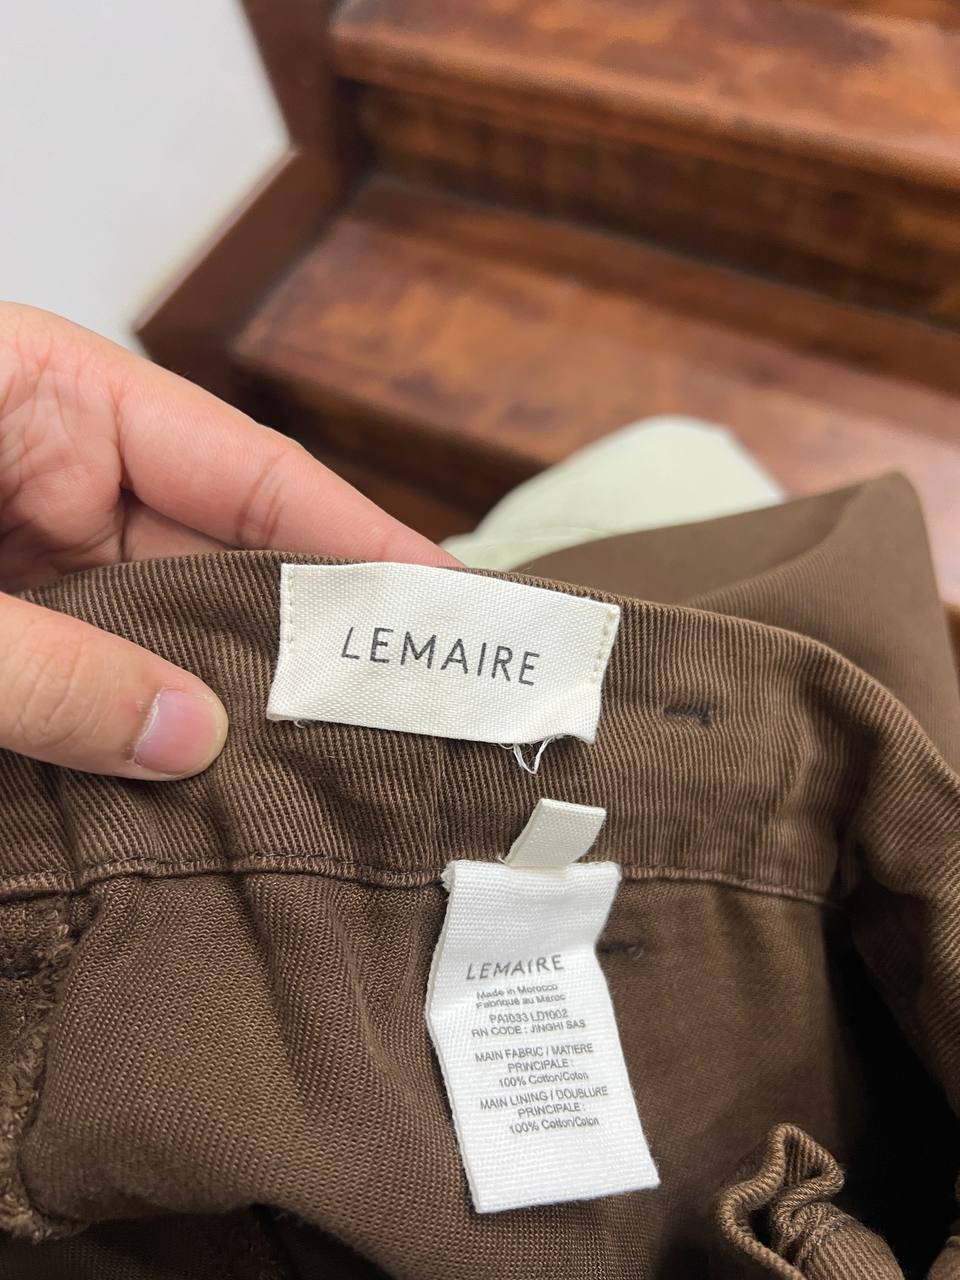 LEMAIRE
LEMAIRE
Made in Morocco
Fabriqué au Maroc
PA1033 LD1002
RN CODE : JINGHI SAS
MAIN FABRIC / MATIERE
PRINCIPALE :
100% Cotton/Coton
MAIN LINING / DOUBLURE
PRINCIPALE :
100% Cotton/Coton